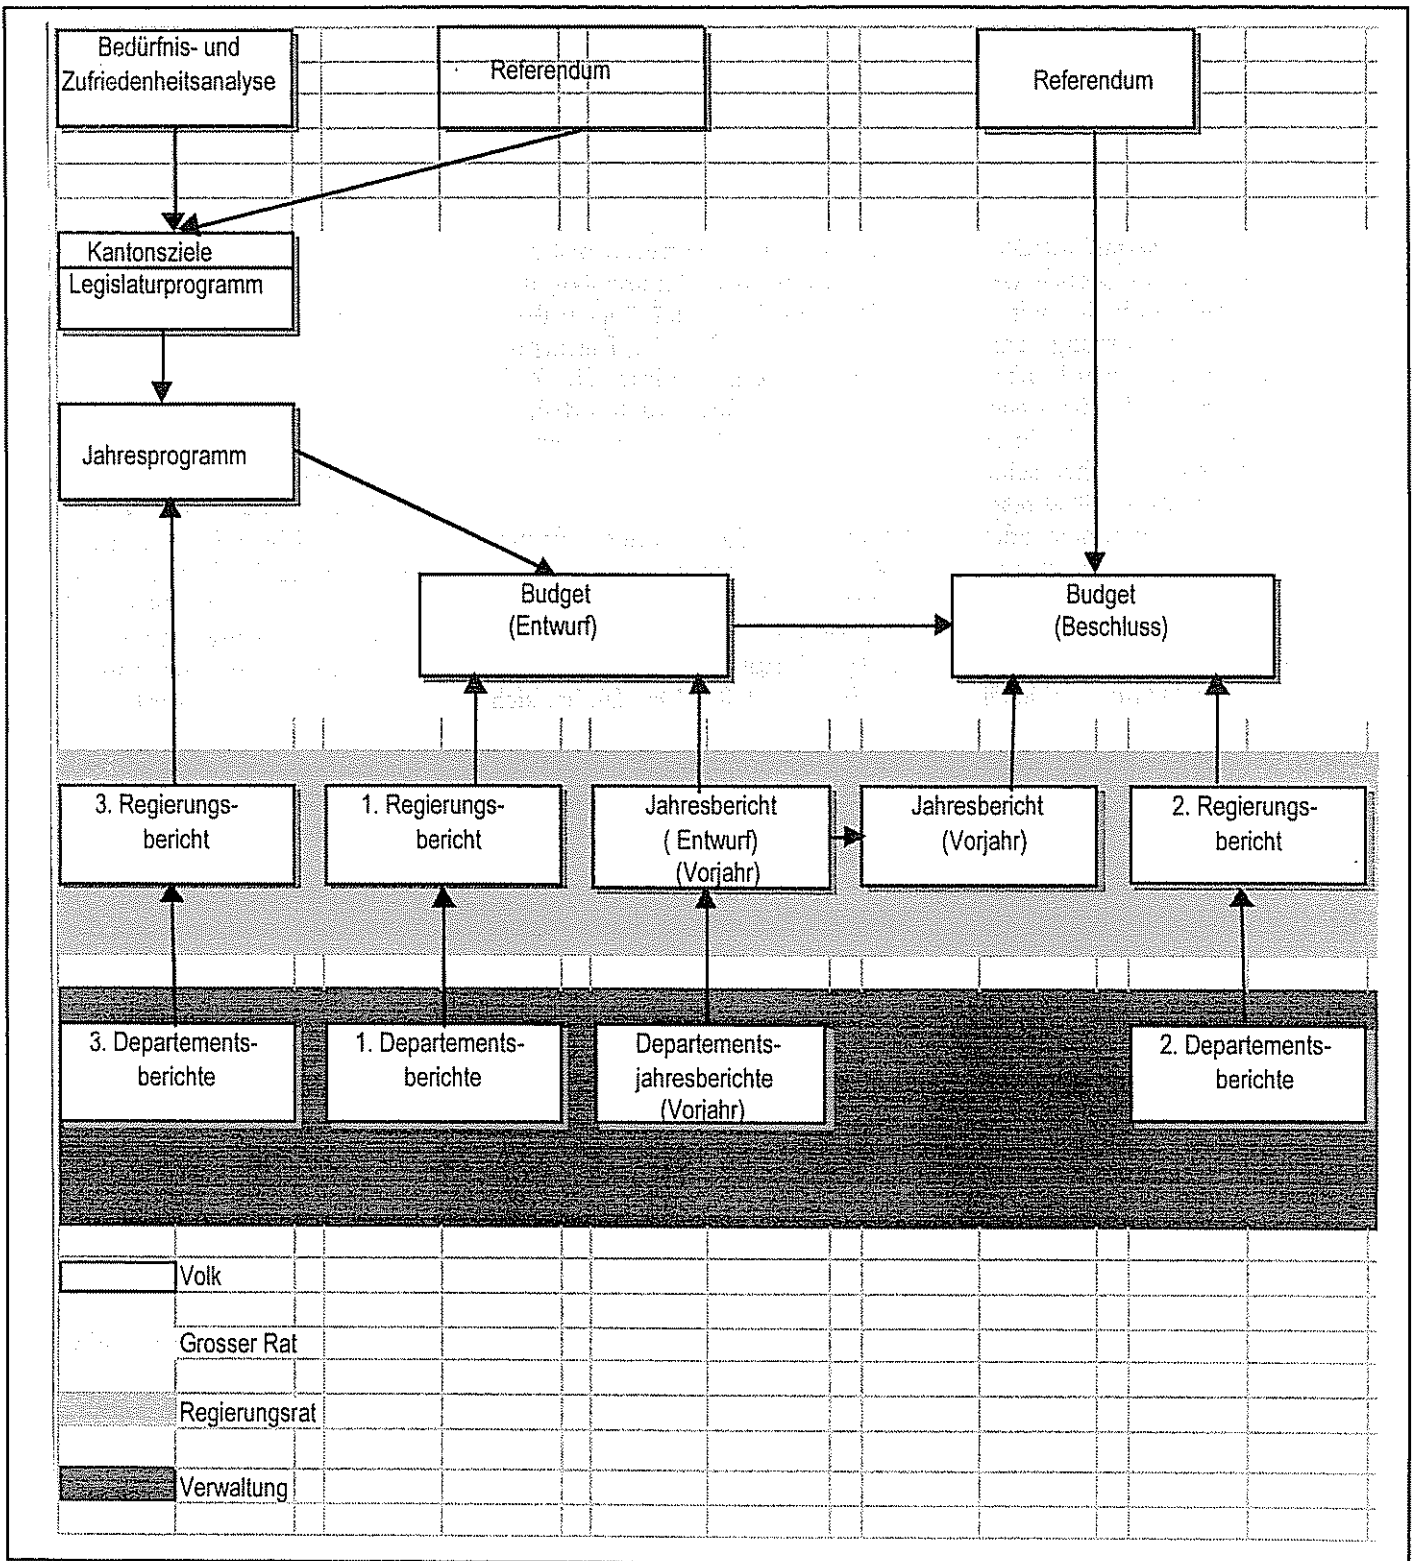 Bedürfnis- und
Zufriedenheitsanalyse
Referendum
Referendum
Kantonsziele
Legislaturprogramm
Jahresprogramm
Budget
(Entwurf)
Budget
(Beschluss)
3. Regierungs-
bericht
1. Regierungs-
bericht
Jahresbericht
( Entwurf)
(Vorjahr)
Jahresbericht
(Vorjahr)
2. Regierungs-
bericht
3. Departements-
berichte
1. Departements-
berichte
Departements-
jahresberichte
(Vorjahr)
2. Departements-
berichte
Volk
Grosser Rat
Regierungsrat
Verwaltung